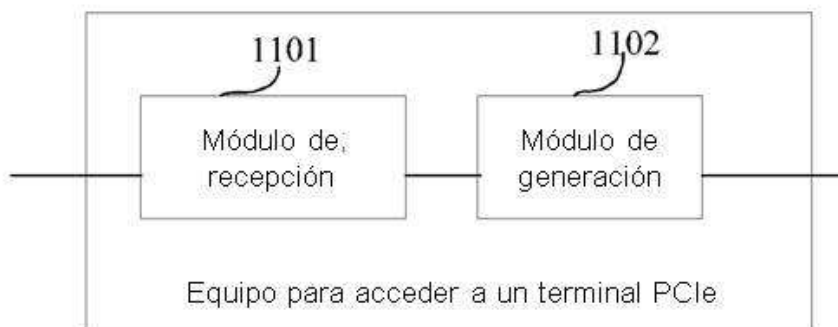 1101
1102
Módulo de;
recepción
Módulo de
generación
Equipo para acceder a un terminal PCIe